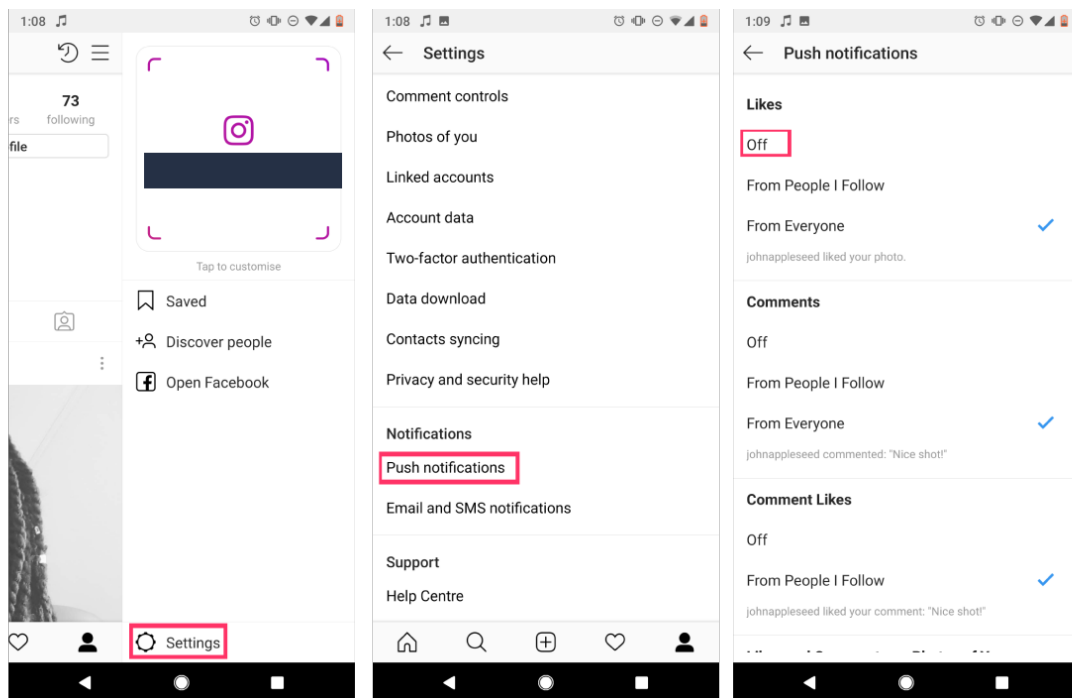 1:08
73
rs
following
file
Tap to customise
Saved
Discover people
Open Facebook
Settings
1:08
Settings
Comment controls
Photos of you
Linked accounts
Account data
Two-factor authentication
Data download
Contacts syncing
Privacy and security help
Notifications
Push notifications
Email and SMS notifications
Support
Help Centre
1:09
Push notifications
Likes
Off
From People I Follow
From Everyone
johnappleseed liked your photo.
Comments
Off
From People I Follow
From Everyone
johnappleseed commented: "Nice shot!"
Comment Likes
Off
From People I Follow
johnappleseed liked your comment: "Nice shot!"